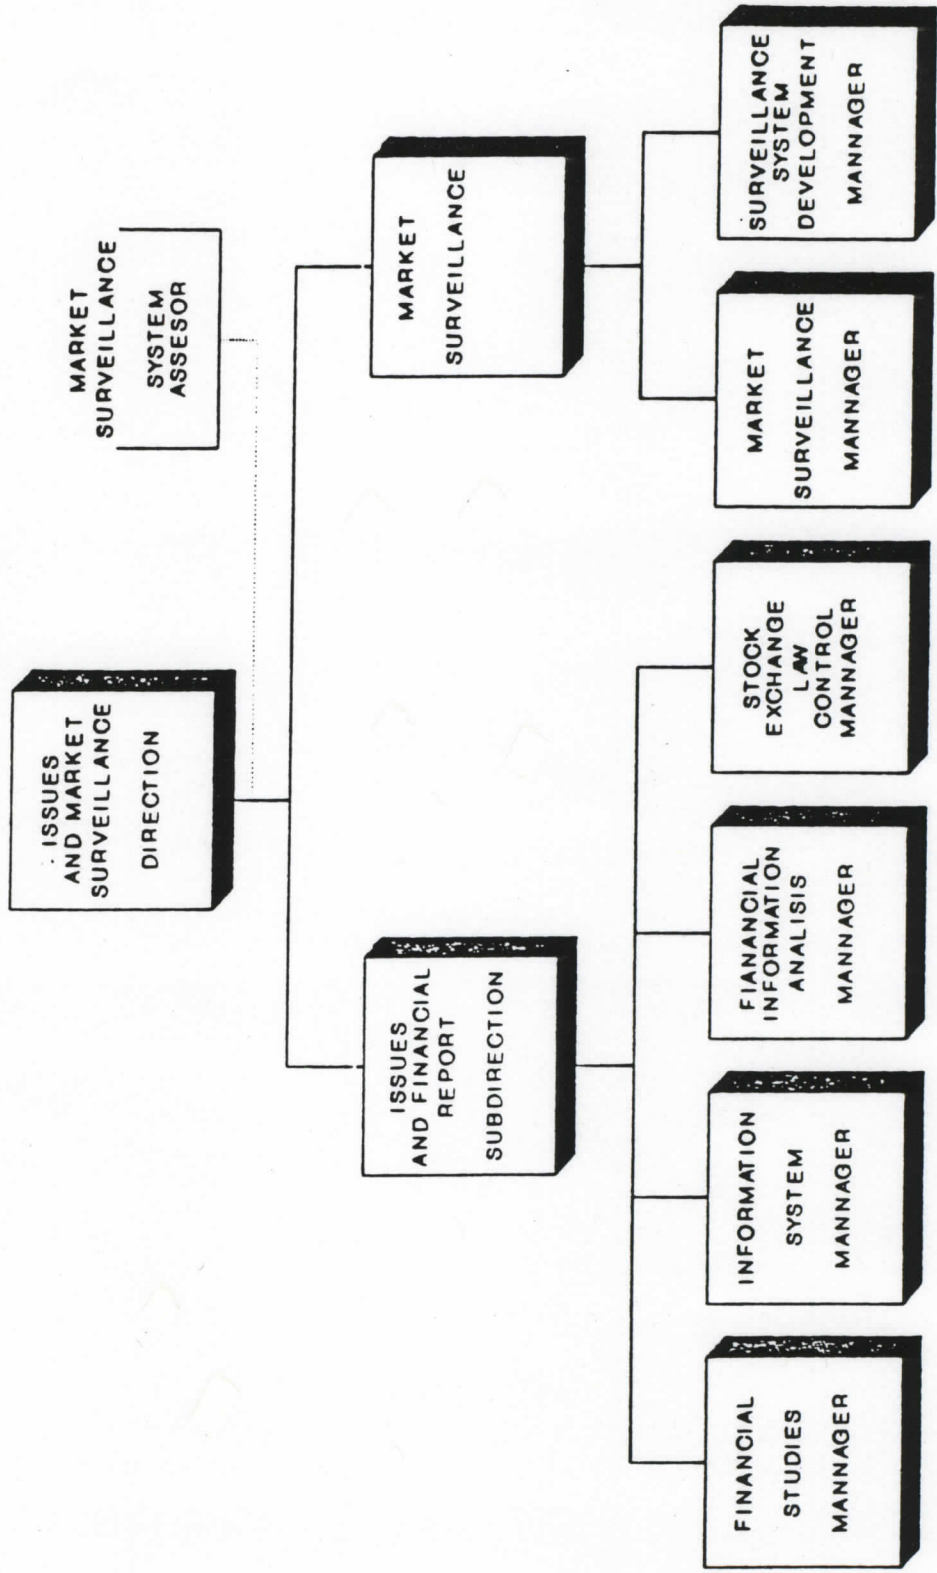 ISSUES
AND MARKET
SURVEILLANCE
DIRECTION
MARKET
SURVEILLANCE
SYSTEM
ASSESOR
ISSUES
AND FINANCIAL
REPORT
SUBDIRECTION
MARKET
SURVEILLANCE
FINANCIAL
STUDIES
MANNAGER
INFORMATION
SYSTEM
MANNAGER
FIANANCIAL
INFORMATION
ANALISIS
MANNAGER
STOCK
EXCHANGE
LAW
CONTROL
MANNAGER
MARKET
SURVEILLANCE
MANNAGER
SURVEILLANCE
SYSTEM
DEVELOPMENT
MANNAGER